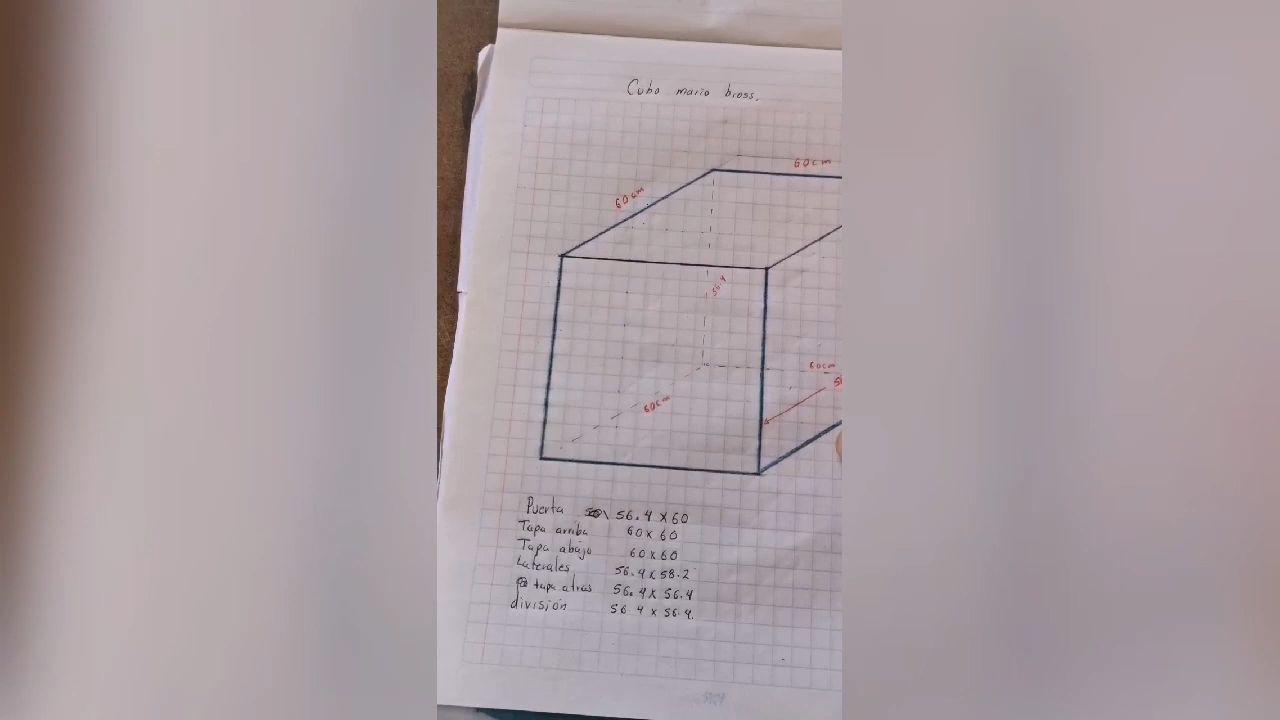 Cubo mario bross.
60cm
60cm
56.4
60cm
60cm
Puerta 56.4 x 60
Tapa arriba 60 x 60
Tapa abajo 60 x 60
Laterales 56.4 x 58.2
tapa atras 56.4 x 56.4
división 56.4 x 56.4.